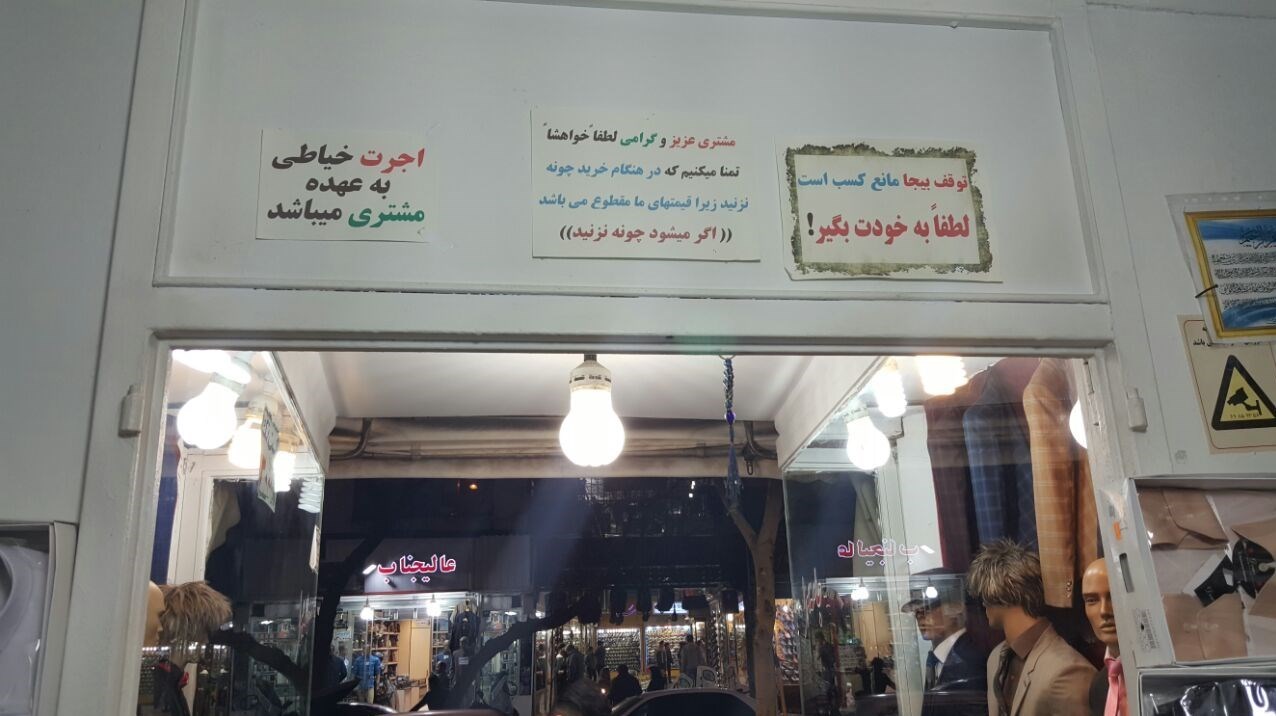 اجرت خیاطی
به عهده
مشتری میباشد
مشتری عزیز و گرامی لطفاً خواهشاً
تمنا میکنیم که در هنگام خرید چونه
نزنید زیرا قیمتهای ما مقطوع می باشد
((اگر میشود چونه نزنید))
توقف بیجا مانع کسب است
لطفاً به خودت بگیر!
عالیجناب
باشد